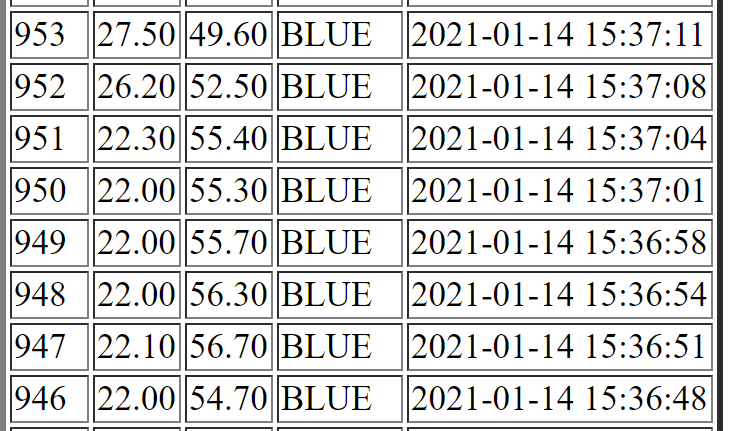 953 27.50 49.60 BLUE 2021-01-14 15:37:11
952 26.20 52.50 BLUE 2021-01-14 15:37:08
951 22.30 55.40 BLUE 2021-01-14 15:37:04
950 22.00 55.30 BLUE 2021-01-14 15:37:01
949 22.00 55.70 BLUE 2021-01-14 15:36:58
948 22.00 56.30 BLUE 2021-01-14 15:36:54
947 22.10 56.70 BLUE 2021-01-14 15:36:51
946 22.00 54.70 BLUE 2021-01-14 15:36:48